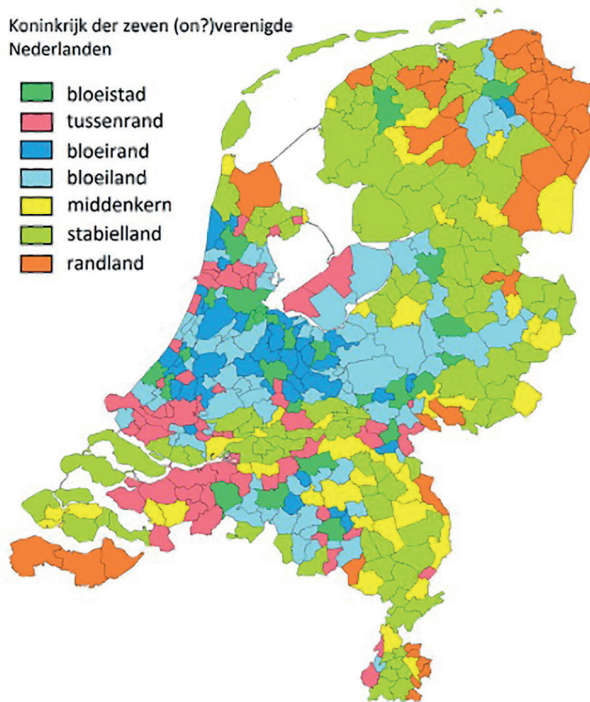 Koninkrijk der zeven (on?)verenigde
Nederlanden
bloeistad
tussenrand
bloeirand
bloeiland
middenkern
stabielland
randland